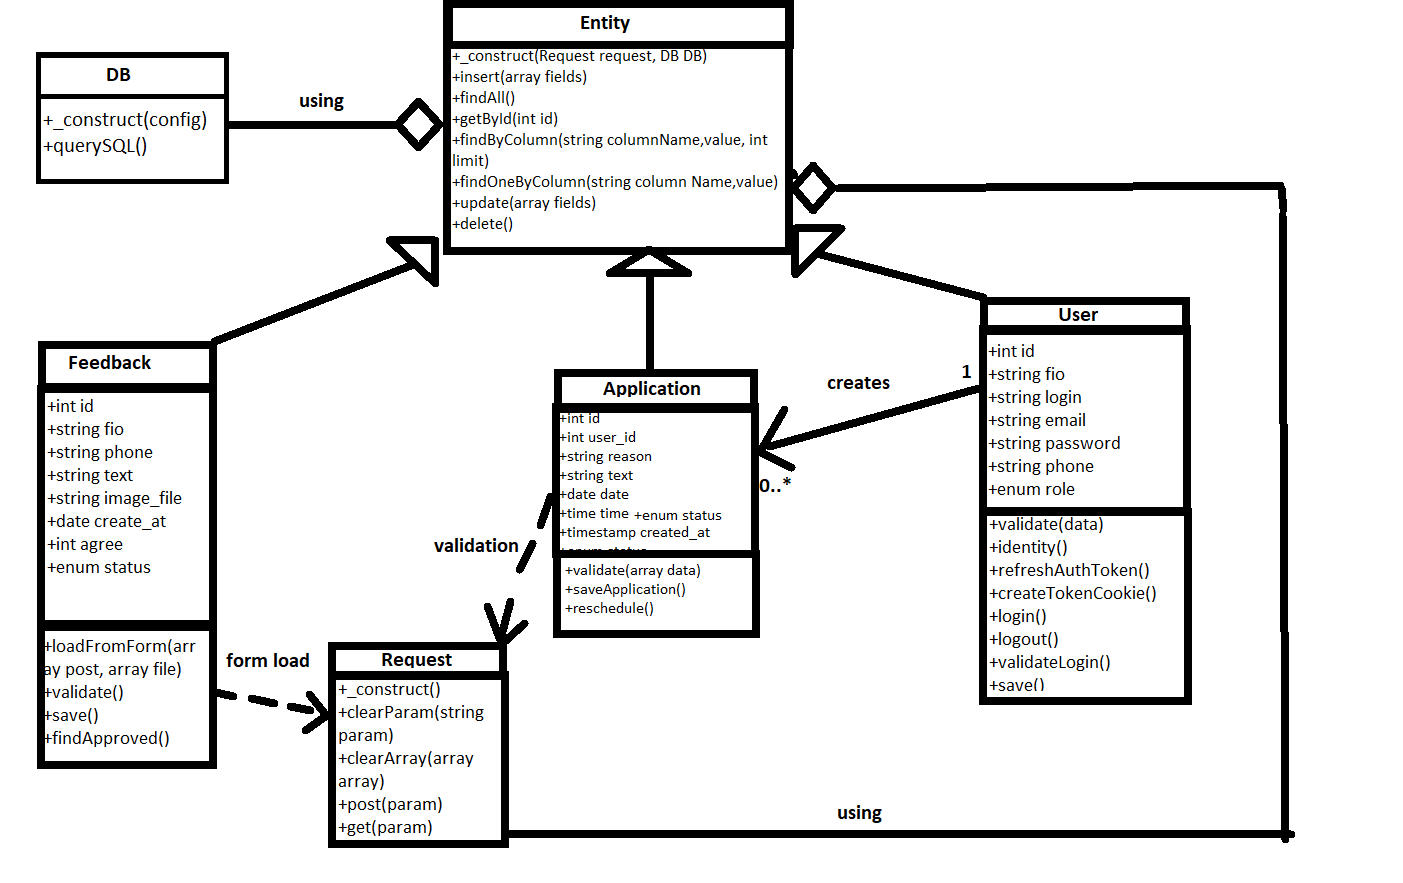 Entity
+_construct(Request request, DB DB)
+insert(array fields)
+findAll()
+getById(int id)
+findByColumn(string columnName,value, int
limit)
+findOneByColumn(string column Name,value)
+update(array fields)
+delete()
DB
+_construct(config)
+querySQL()
using
Feedback
+int id
+string fio
+string phone
+string text
+string image_file
+date create_at
+int agree
+enum status
+loadFromForm(arr
ay post, array file)
+validate()
+save()
+findApproved()
form load
Application
+int id
+int user_id
+string reason
+string text
+date date
+time time +enum status
+timestamp created_at
+enum status
+validate(array data)
+saveApplication()
+reschedule()
validation
creates
1
0..*
User
+int id
+string fio
+string login
+string email
+string password
+string phone
+enum role
+validate(data)
+identity()
+refreshAuthToken()
+createTokenCookie()
+login()
+logout()
+validateLogin()
+save()
Request
+_construct()
+clearParam(string
param)
+clearArray(array
array)
+post(param)
+get(param)
using